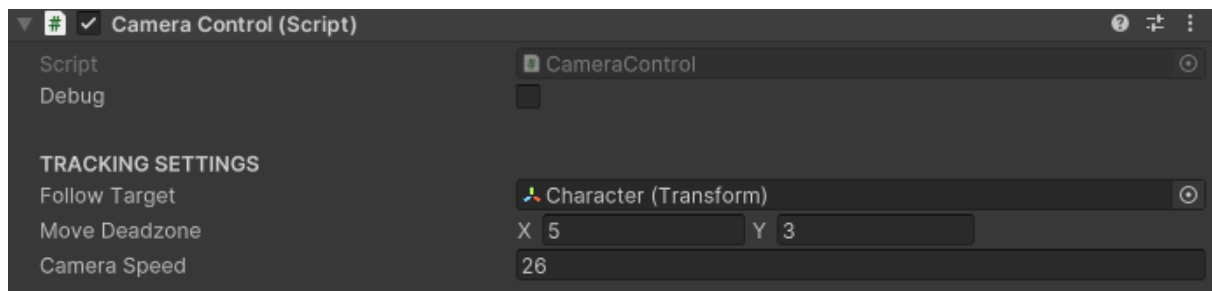 # Camera Control (Script)
Script # CameraControl
Debug
TRACKING SETTINGS
Follow Target Character (Transform)
Move Deadzone X 5 Y 3
Camera Speed 26